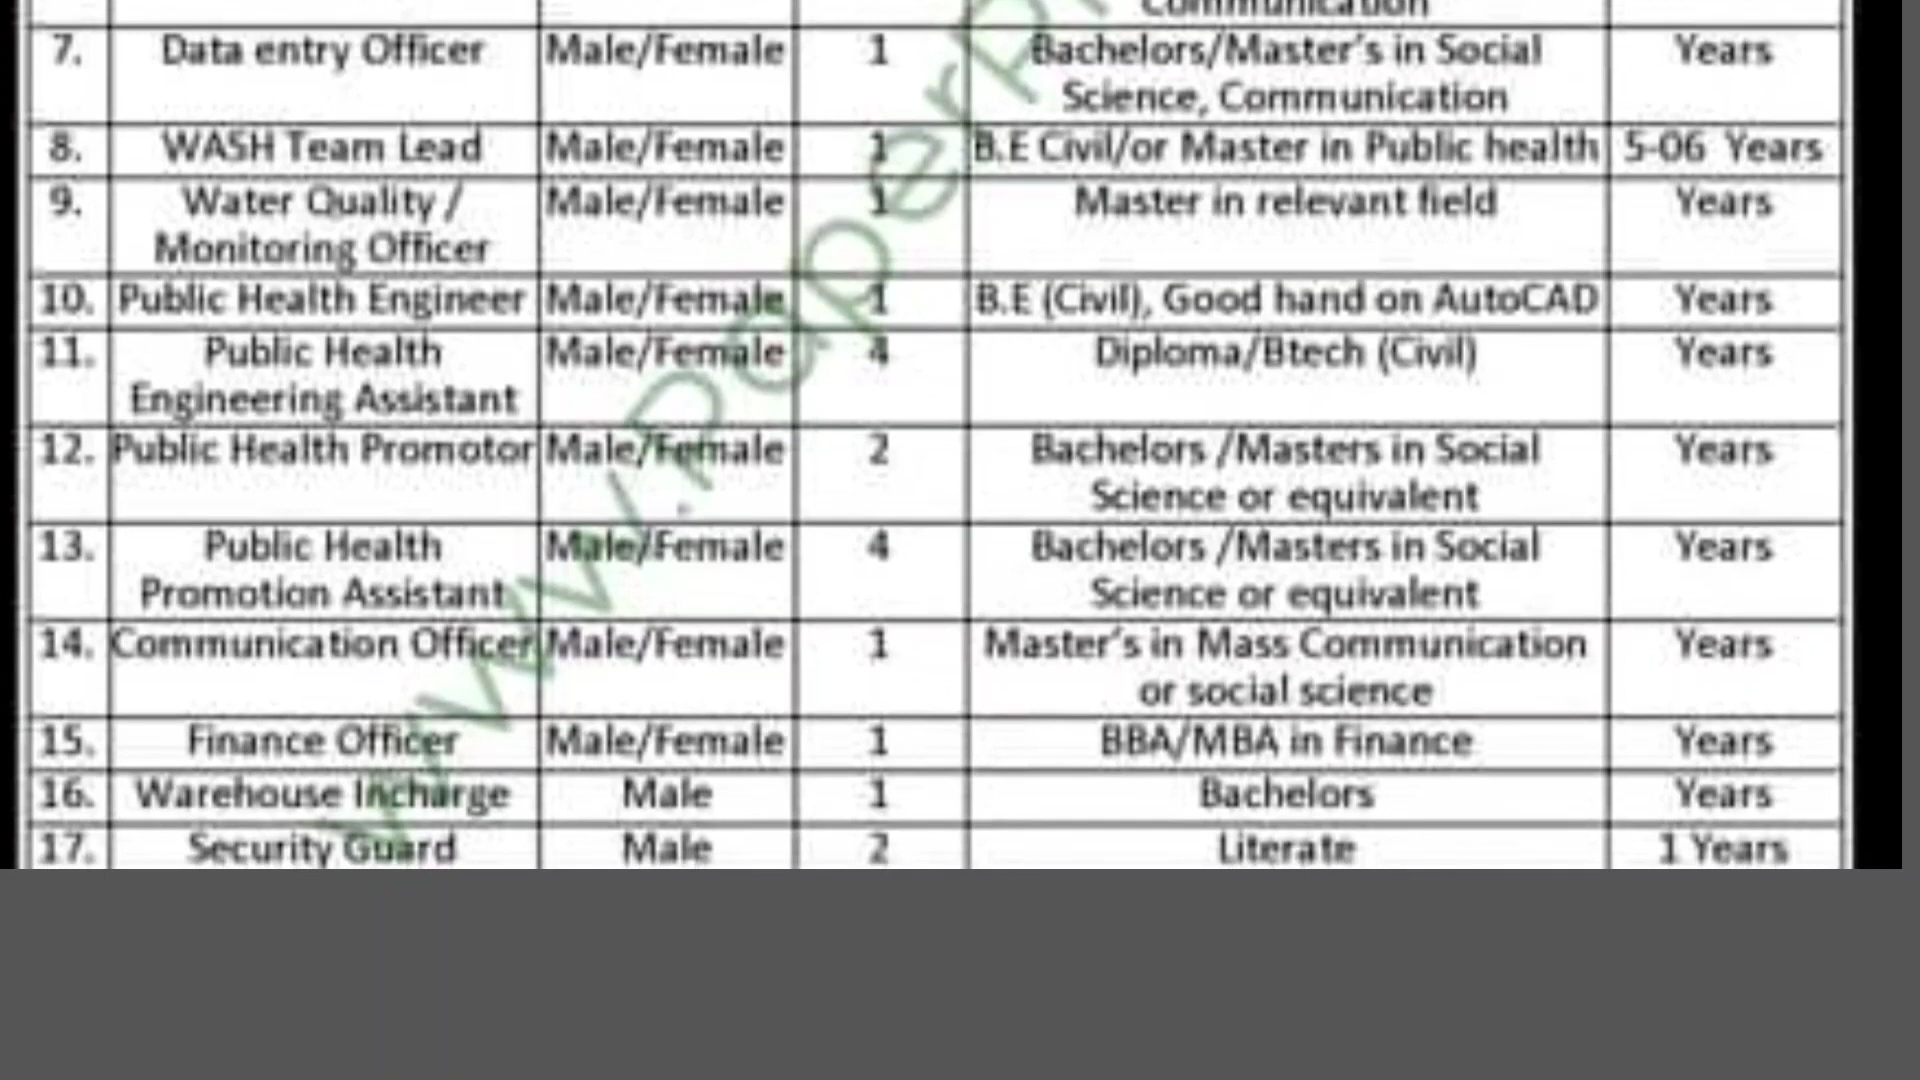 Communication
7. Data entry Officer Male/Female 1 Bachelors/Master's in Social Years
Science, Communication
8. WASH Team Lead Male/Female 1 B.E Civil/or Master in Public health 5-06 Years
9. Water Quality / Male/Female 1 Master in relevant field Years
Monitoring Officer
10. Public Health Engineer Male/Female 1 B.E (Civil), Good hand on AutoCAD Years
11. Public Health Male/Female 4 Diploma/Btech (Civil) Years
Engineering Assistant
12. Public Health Promotor Male/Female 2 Bachelors /Masters in Social Years
Science or equivalent
13. Public Health Male/Female 4 Bachelors /Masters in Social Years
Promotion Assistant Science or equivalent
14. Communication Officer Male/Female 1 Master's in Mass Communication Years
or social science
15. Finance Officer Male/Female 1 BBA/MBA in Finance Years
16. Warehouse Incharge Male 1 Bachelors Years
17. Security Guard Male 2 Literate 1 Years
www.PaperP